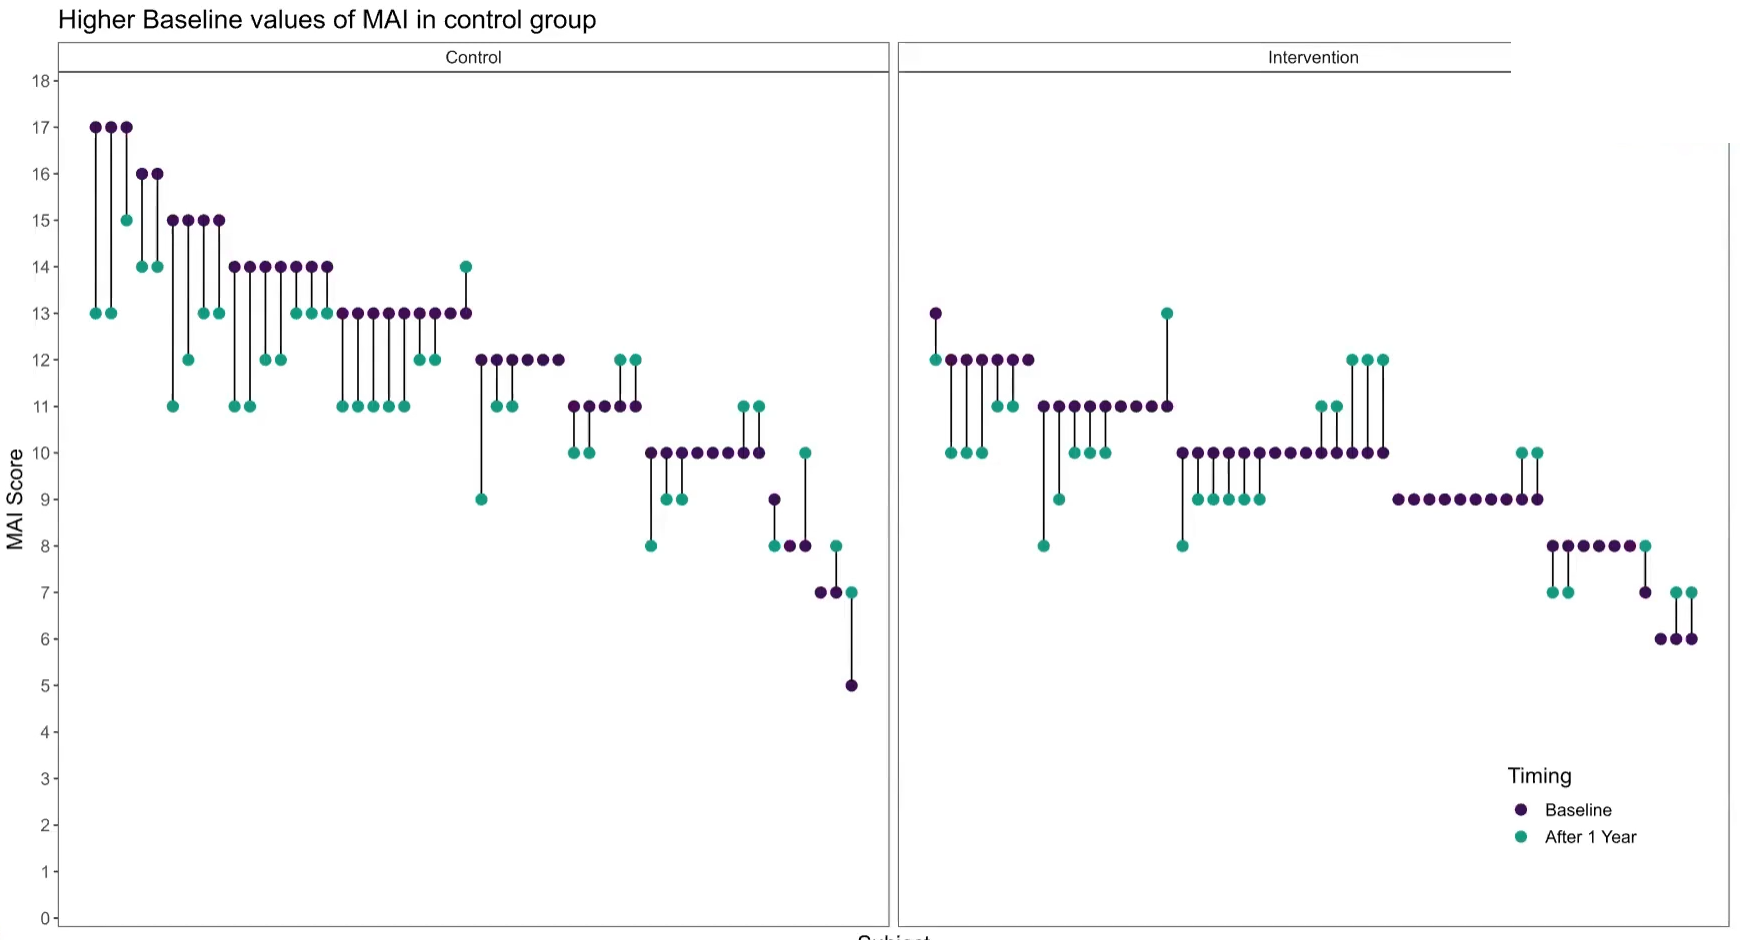 Higher Baseline values of MAI in control group
Control
Intervention
18
17
16
15
14
13
12
11
10
9
8
7
6
5
4
3
2
1
0
MAI Score
Timing
Baseline
After 1 Year
Subject